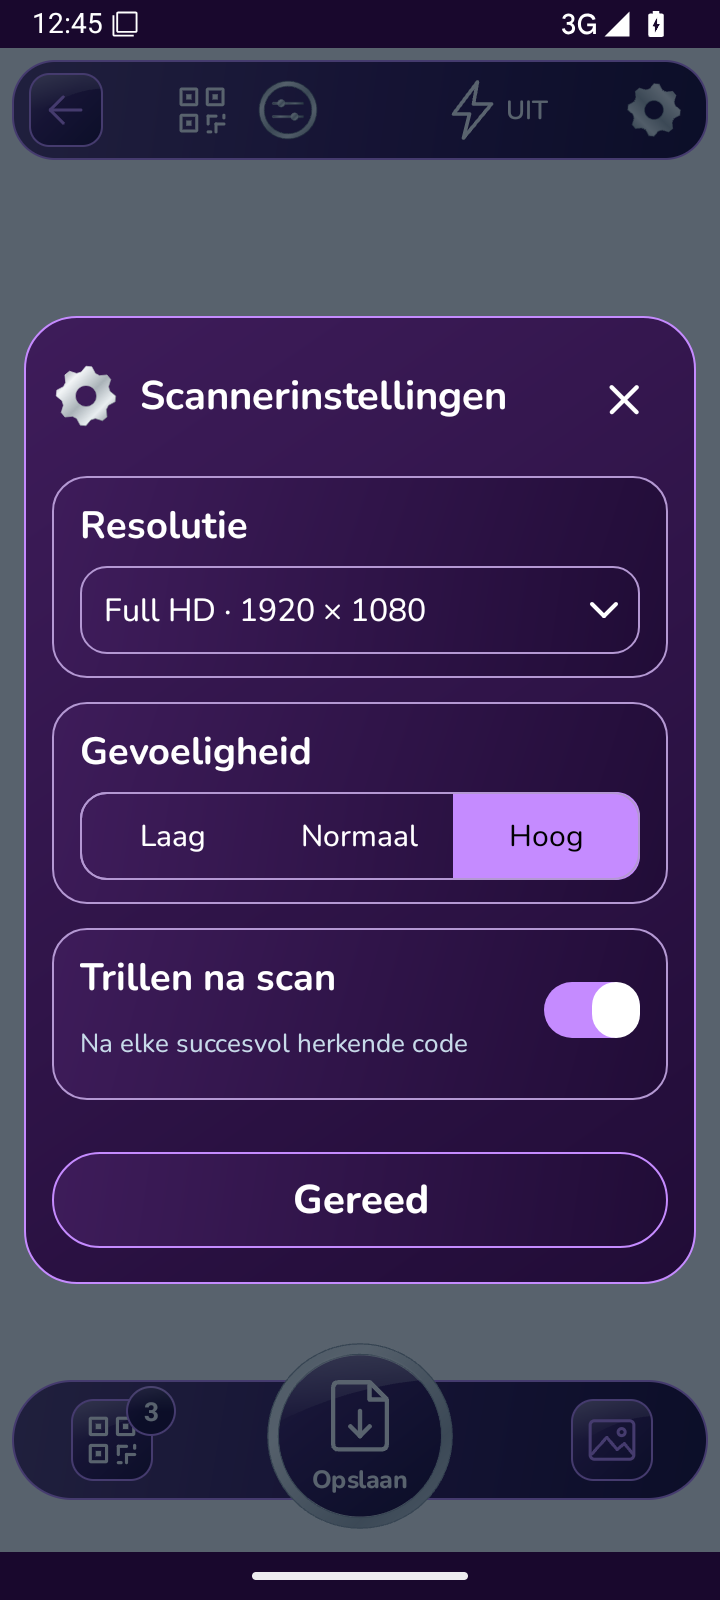 12:45
3G
UIT
Scannerinstellingen
Resolutie
Full HD · 1920 × 1080
Gevoeligheid
Laag Normaal Hoog
Trillen na scan
Na elke succesvol herkende code
Gereed
3
Opslaan